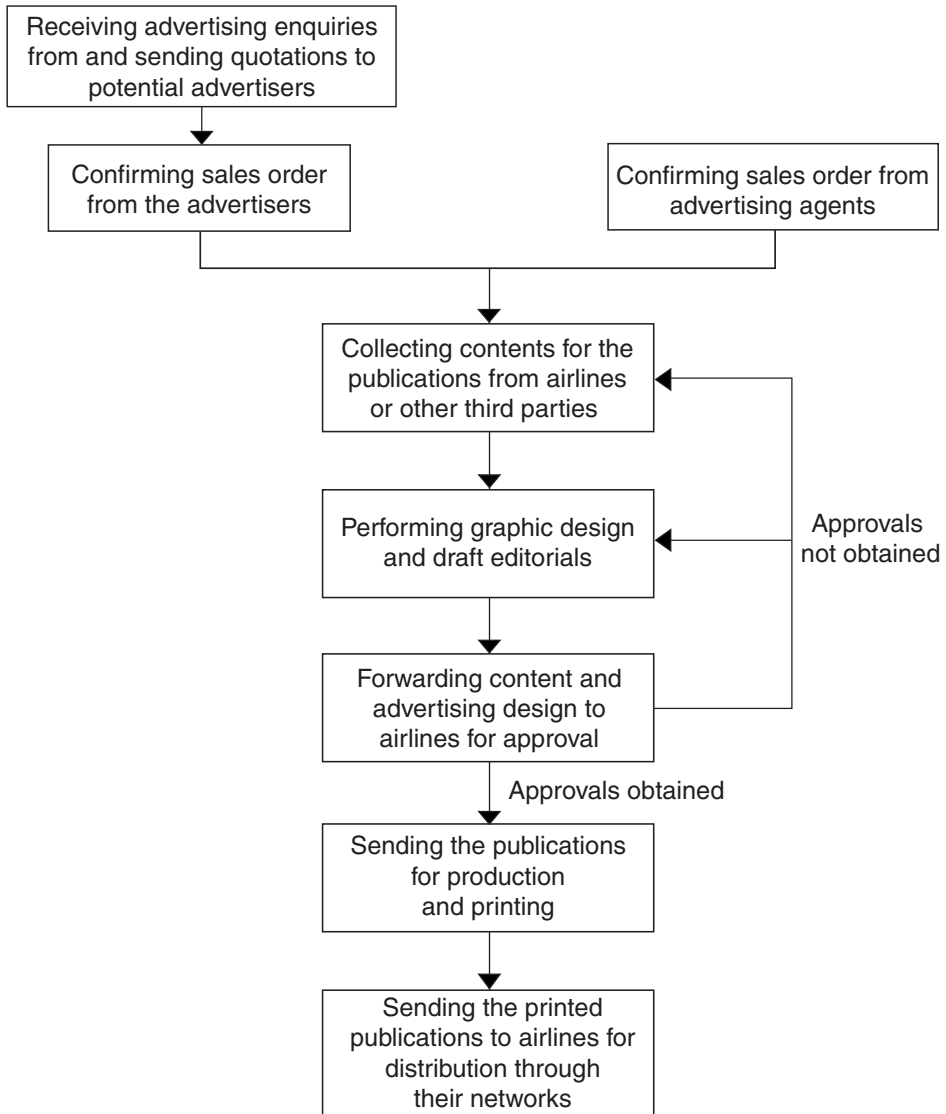 Receiving advertising enquiries
from and sending quotations to
potential advertisers
Confirming sales order
from the advertisers
Confirming sales order from
advertising agents
Collecting contents for the
publications from airlines
or other third parties
Performing graphic design
and draft editorials
Approvals
not obtained
Forwarding content and
advertising design to
airlines for approval
Approvals obtained
Sending the publications
for production
and printing
Sending the printed
publications to airlines for
distribution through
their networks